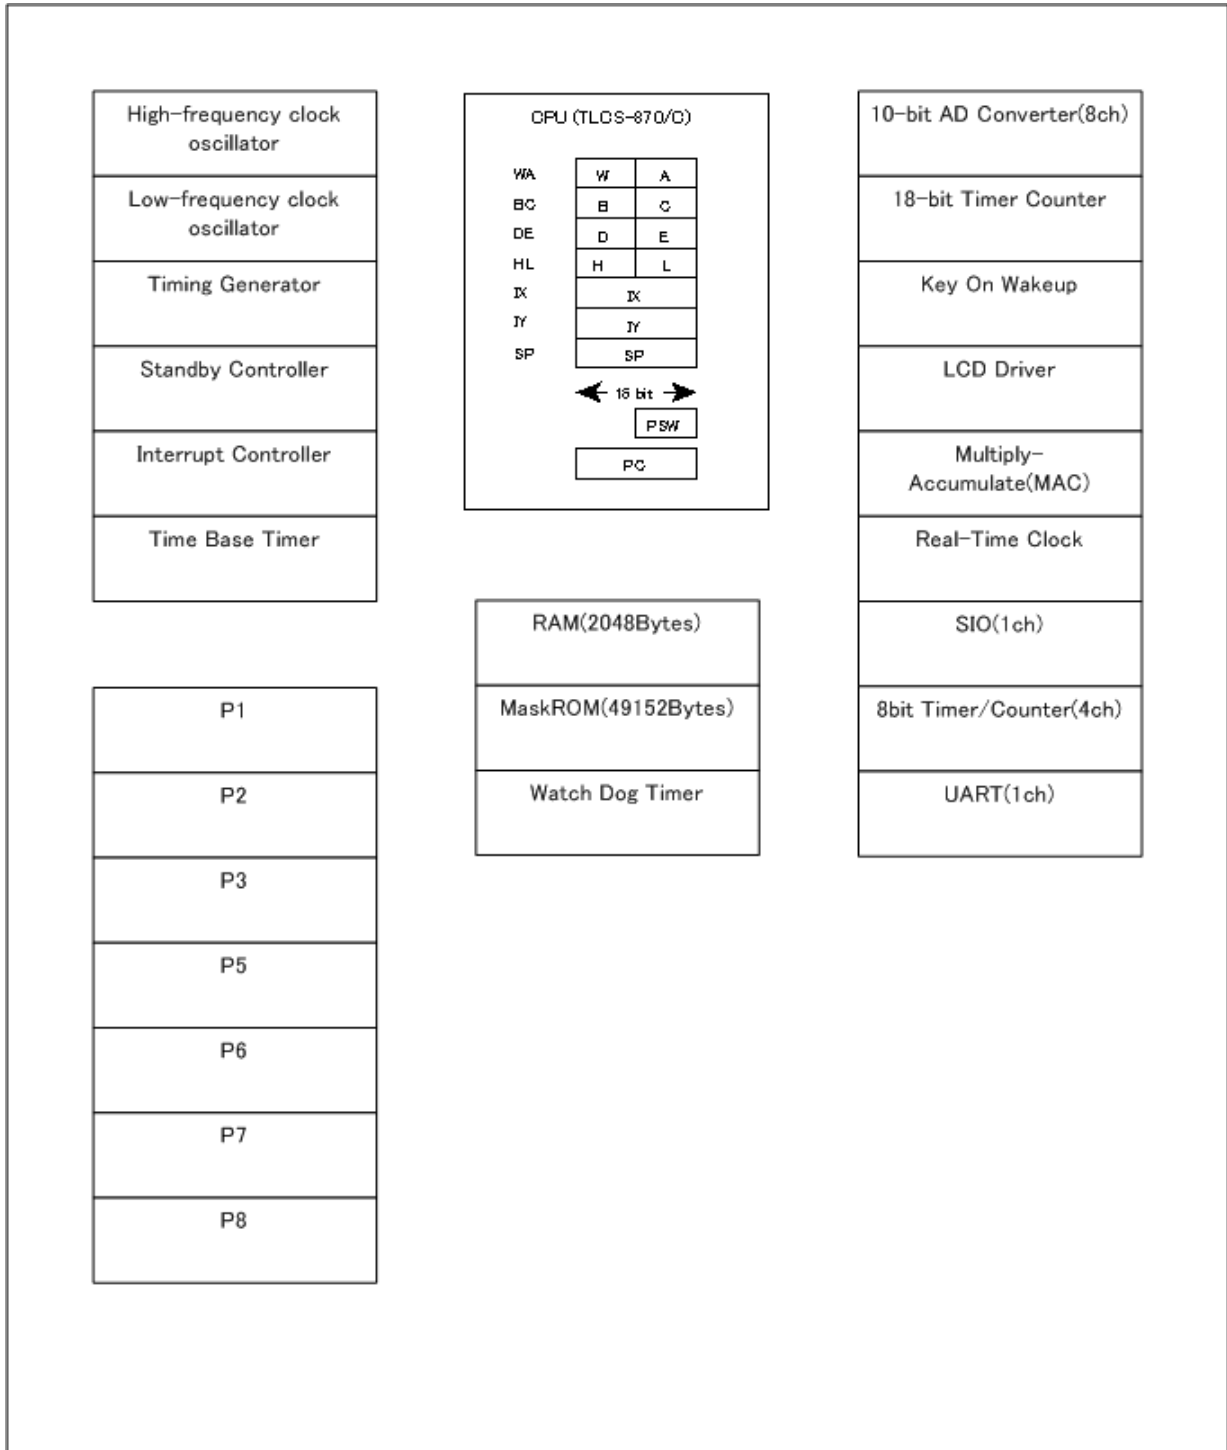 High-frequency clock
oscillator
Low-frequency clock
oscillator
Timing Generator
Standby Controller
Interrupt Controller
Time Base Timer
P1
P2
P3
P5
P6
P7
P8
CPU (TLCS-870/C)
WA W A
BC B C
DE D E
HL H L
IX IX
IY IY
SP SP
16 bit
PSW
PC
RAM(2048Bytes)
MaskROM(49152Bytes)
Watch Dog Timer
10-bit AD Converter(8ch)
18-bit Timer Counter
Key On Wakeup
LCD Driver
Multiply-
Accumulate(MAC)
Real-Time Clock
SIO(1ch)
8bit Timer/Counter(4ch)
UART(1ch)